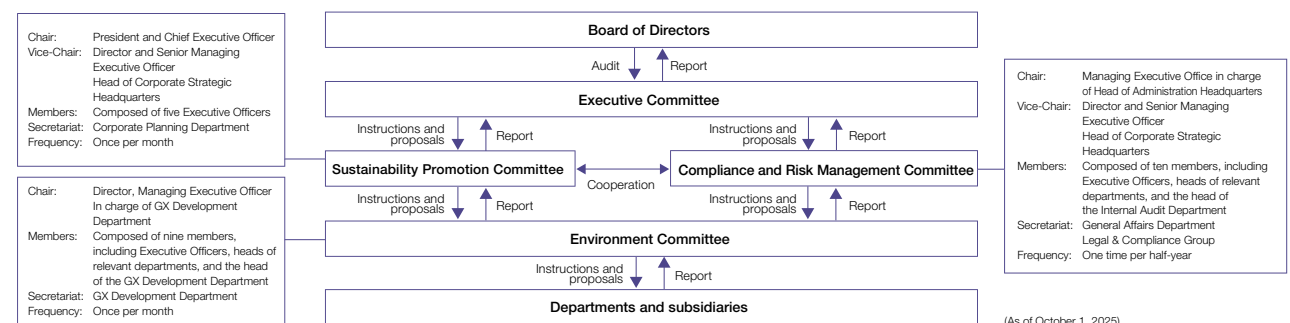 Chair: President and Chief Executive Officer
Vice-Chair: Director and Senior Managing
Executive Officer
Head of Corporate Strategic
Headquarters
Members: Composed of five Executive Officers
Secretariat: Corporate Planning Department
Frequency: Once per month
Chair: Director, Managing Executive Officer
In charge of GX Development
Department
Members: Composed of nine members,
including Executive Officers, heads of
relevant departments, and the head
of the GX Development Department
Secretariat: GX Development Department
Frequency: Once per month
Board of Directors
Audit Report
Executive Committee
Instructions and
proposals Report
Instructions and
proposals Report
Sustainability Promotion Committee
Cooperation
Compliance and Risk Management Committee
Instructions and
proposals Report
Instructions and
proposals Report
Environment Committee
Instructions and
proposals Report
Departments and subsidiaries
Chair: Managing Executive Office in charge
of Head of Administration Headquarters
Vice-Chair: Director and Senior Managing
Executive Officer
Head of Corporate Strategic
Headquarters
Members: Composed of ten members, including
Executive Officers, heads of relevant
departments, and the head of
the Internal Audit Department
Secretariat: General Affairs Department
Legal & Compliance Group
Frequency: One time per half-year
(As of October 1, 2025)